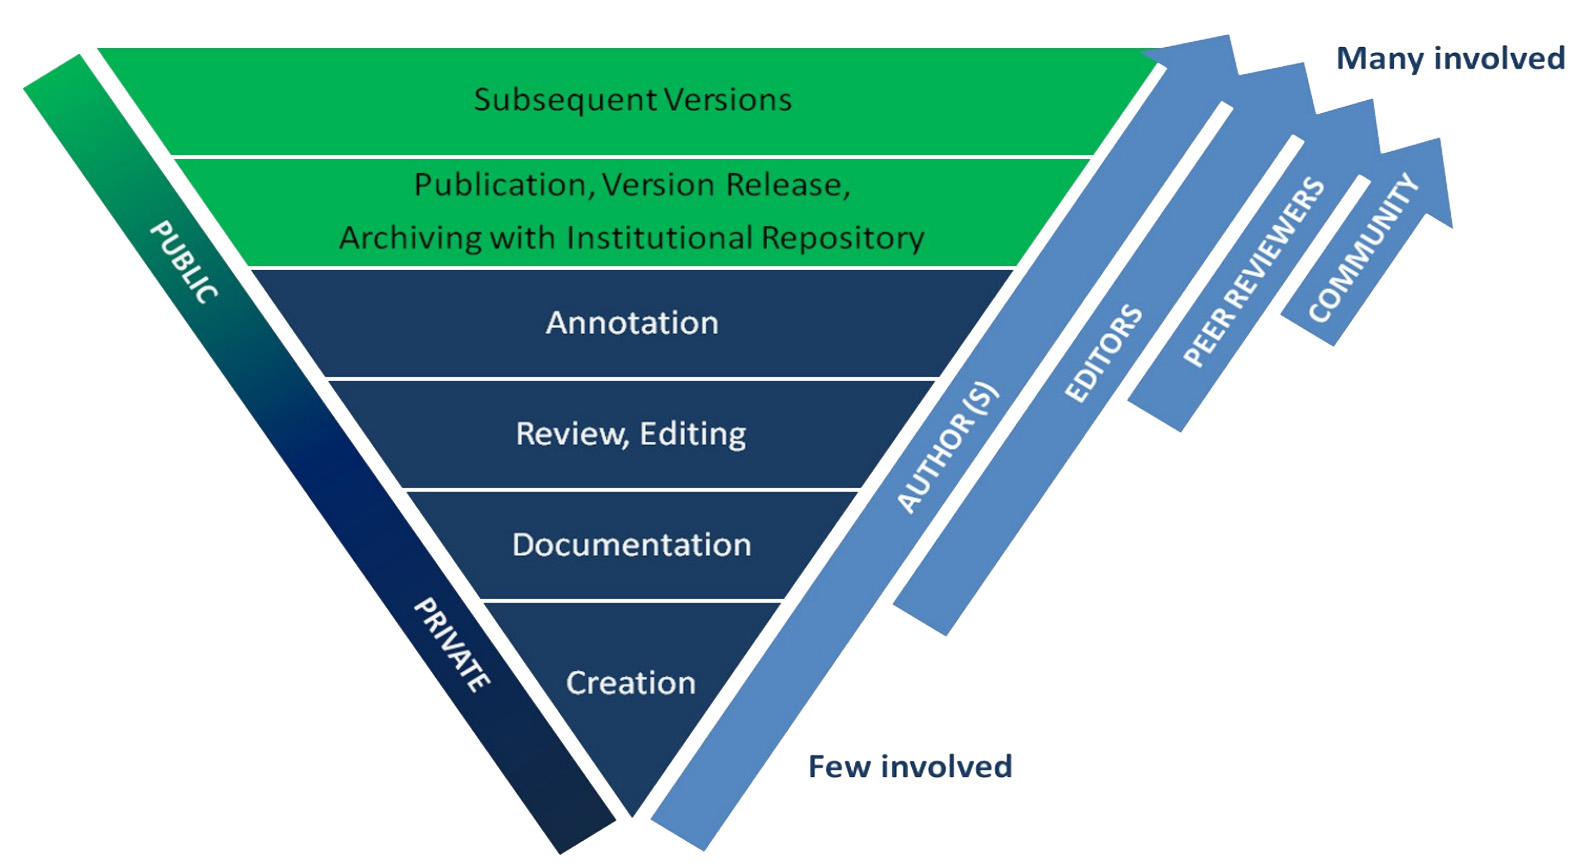 Many involved
Subsequent Versions
Publication, Version Release,
Archiving with Institutional Repository
PUBLIC
Annotation
Review, Editing
Documentation
PRIVATE
Creation
AUTHOR(S)
EDITORS
PEER REVIEWERS
COMMUNITY
Few involved